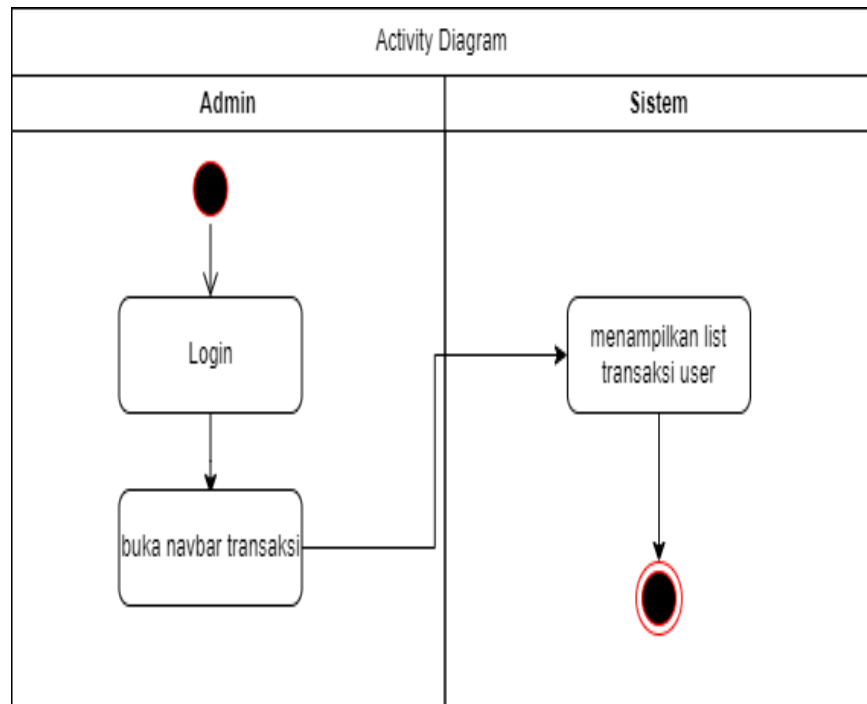 Activity Diagram
Admin
Sistem
Login
menampilkan list
transaksi user
buka navbar transaksi